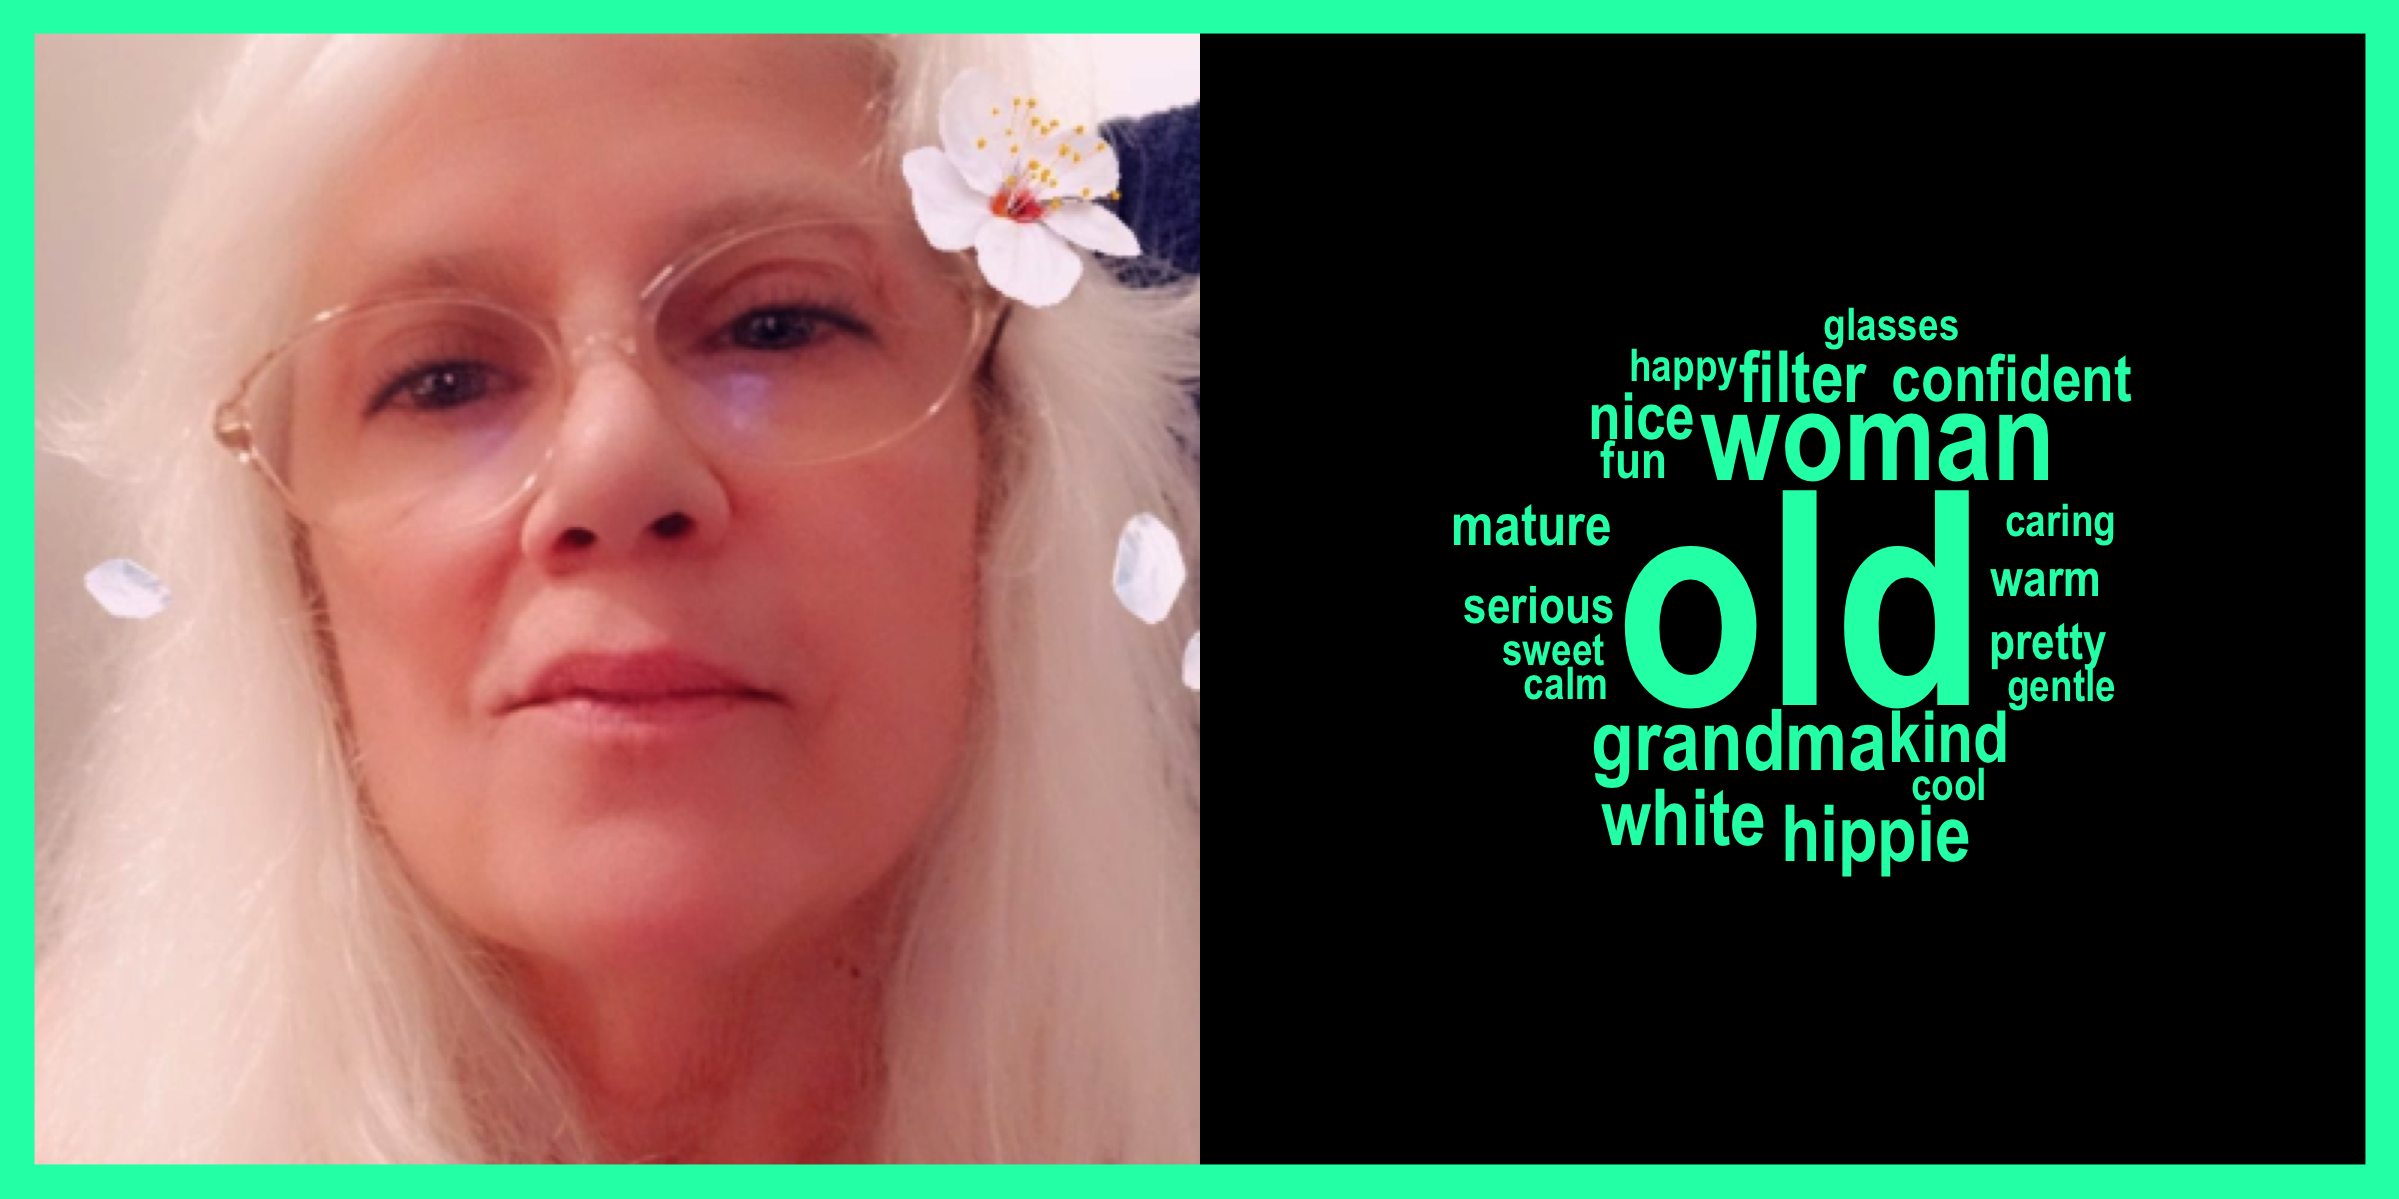 glasses
happy filter confident
nice woman
fun
mature old caring
warm
serious
sweet pretty
calm gentle
grandma kind
cool
white hippie